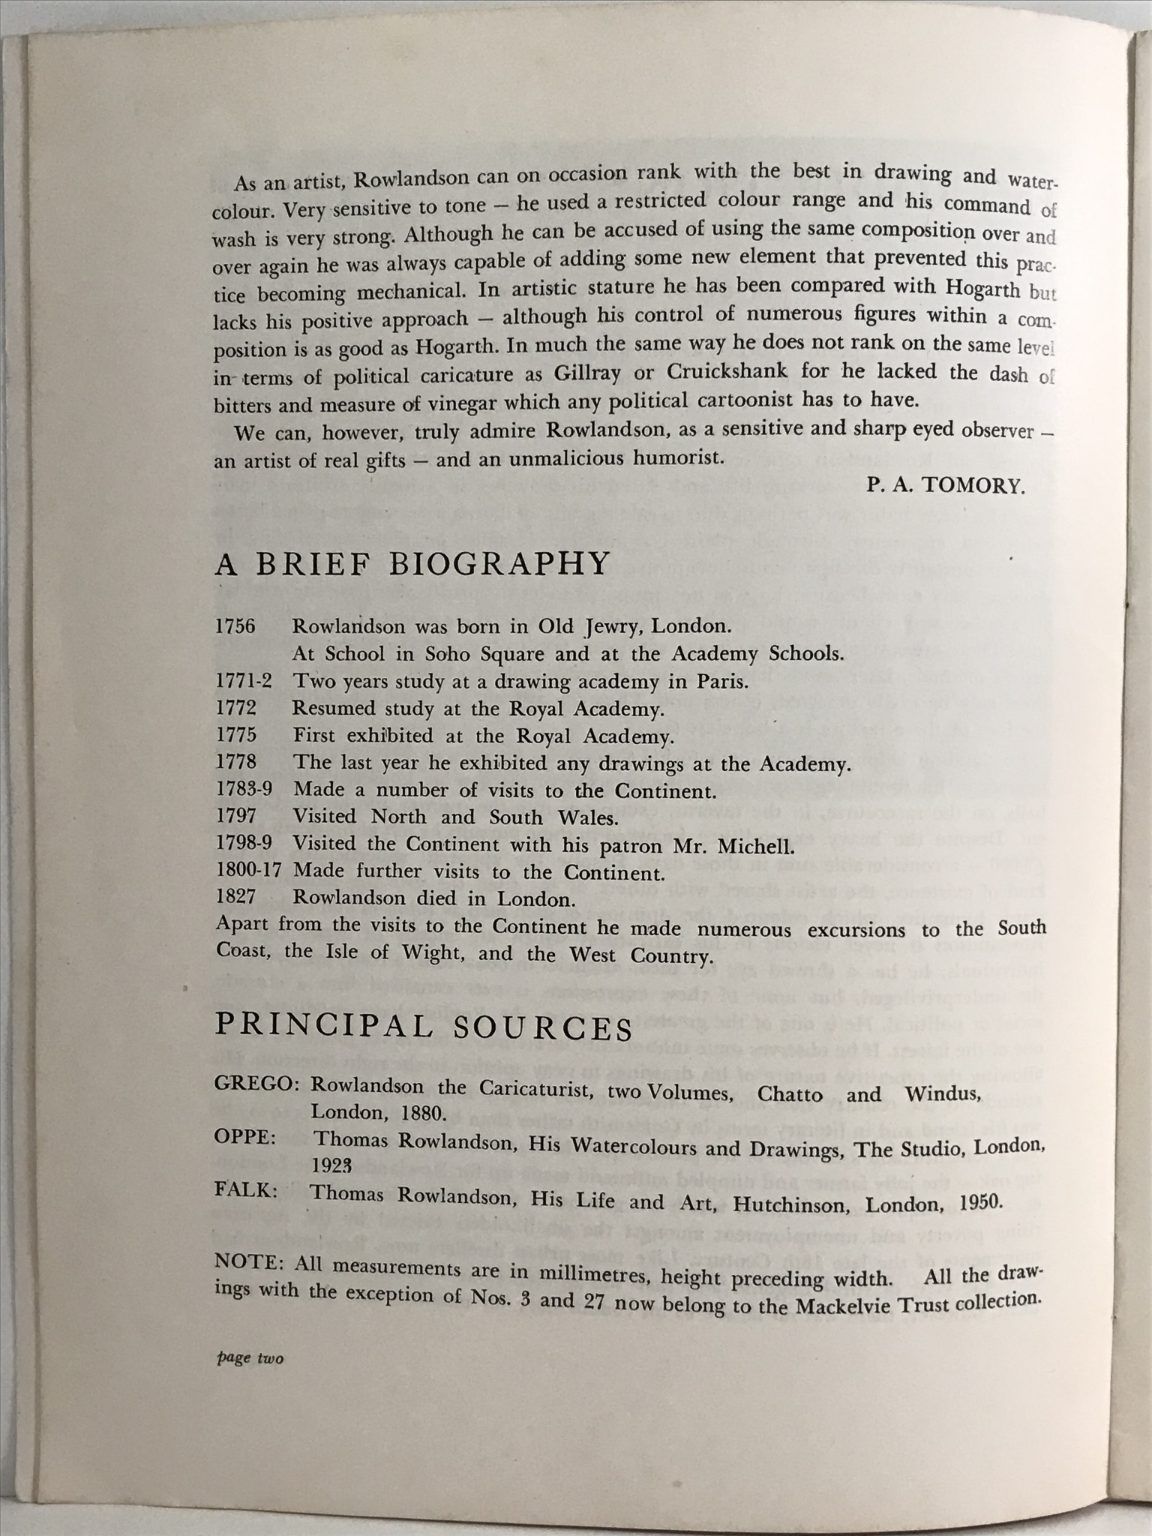 As an artist, Rowlandson can on occasion rank with the best in drawing and water-
colour. Very sensitive to tone — he used a restricted colour range and his command of
wash is very strong. Although he can be accused of using the same composition over and
over again he was always capable of adding some new element that prevented this prac-
tice becoming mechanical. In artistic stature he has been compared with Hogarth but
lacks his positive approach — although his control of numerous figures within a com-
position is as good as Hogarth. In much the same way he does not rank on the same level
in terms of political caricature as Gillray or Cruickshank for he lacked the dash of
bitters and measure of vinegar which any political cartoonist has to have.
We can, however, truly admire Rowlandson, as a sensitive and sharp eyed observer —
an artist of real gifts — and an unmalicious humorist.
P. A. TOMORY.
A BRIEF BIOGRAPHY
1756 Rowlandson was born in Old Jewry, London.
At School in Soho Square and at the Academy Schools.
1771-2 Two years study at a drawing academy in Paris.
1772 Resumed study at the Royal Academy.
1775 First exhibited at the Royal Academy.
1778 The last year he exhibited any drawings at the Academy.
1783-9 Made a number of visits to the Continent.
1797 Visited North and South Wales.
1798-9 Visited the Continent with his patron Mr. Michell.
1800-17 Made further visits to the Continent.
1827 Rowlandson died in London.
Apart from the visits to the Continent he made numerous excursions to the South
Coast, the Isle of Wight, and the West Country.
PRINCIPAL SOURCES
GREGO: Rowlandson the Caricaturist, two Volumes, Chatto and Windus,
London, 1880.
OPPE: Thomas Rowlandson, His Watercolours and Drawings, The Studio, London,
1923
FALK: Thomas Rowlandson, His Life and Art, Hutchinson, London, 1950.
NOTE: All measurements are in millimetres, height preceding width. All the draw-
ings with the exception of Nos. 3 and 27 now belong to the Mackelvie Trust collection.
page two